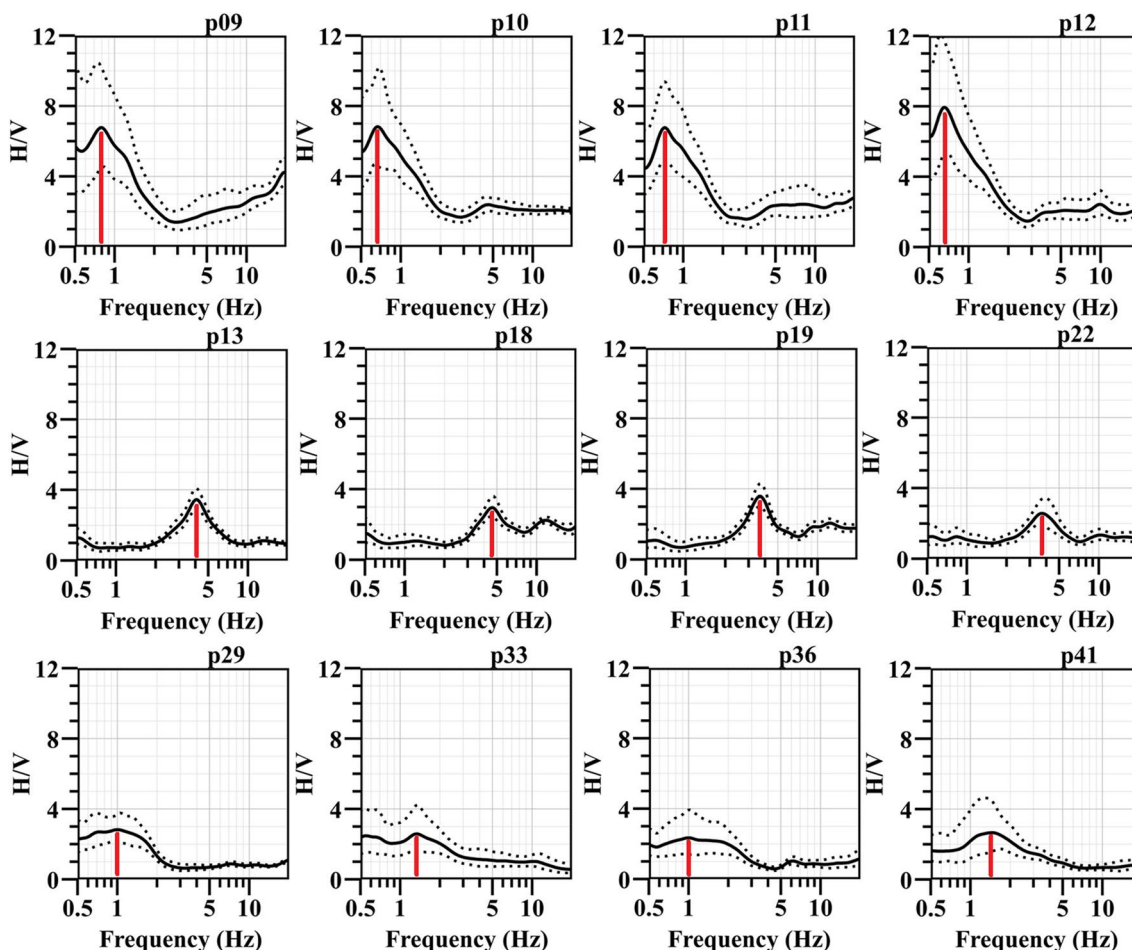 p09 p10 p11 p12
12 12 12 12
8 8 8 8
H/V H/V H/V H/V
4 4 4 4
0 0 0 0
0.5 1 5 10 0.5 1 5 10 0.5 1 5 10 0.5 1 5 10
Frequency (Hz) Frequency (Hz) Frequency (Hz) Frequency (Hz)
p13 p18 p19 p22
12 12 12 12
8 8 8 8
H/V H/V H/V H/V
4 4 4 4
0 0 0 0
0.5 1 5 10 0.5 1 5 10 0.5 1 5 10 0.5 1 5 10
Frequency (Hz) Frequency (Hz) Frequency (Hz) Frequency (Hz)
p29 p33 p36 p41
12 12 12 12
8 8 8 8
H/V H/V H/V H/V
4 4 4 4
0 0 0 0
0.5 1 5 10 0.5 1 5 10 0.5 1 5 10 0.5 1 5 10
Frequency (Hz) Frequency (Hz) Frequency (Hz) Frequency (Hz)